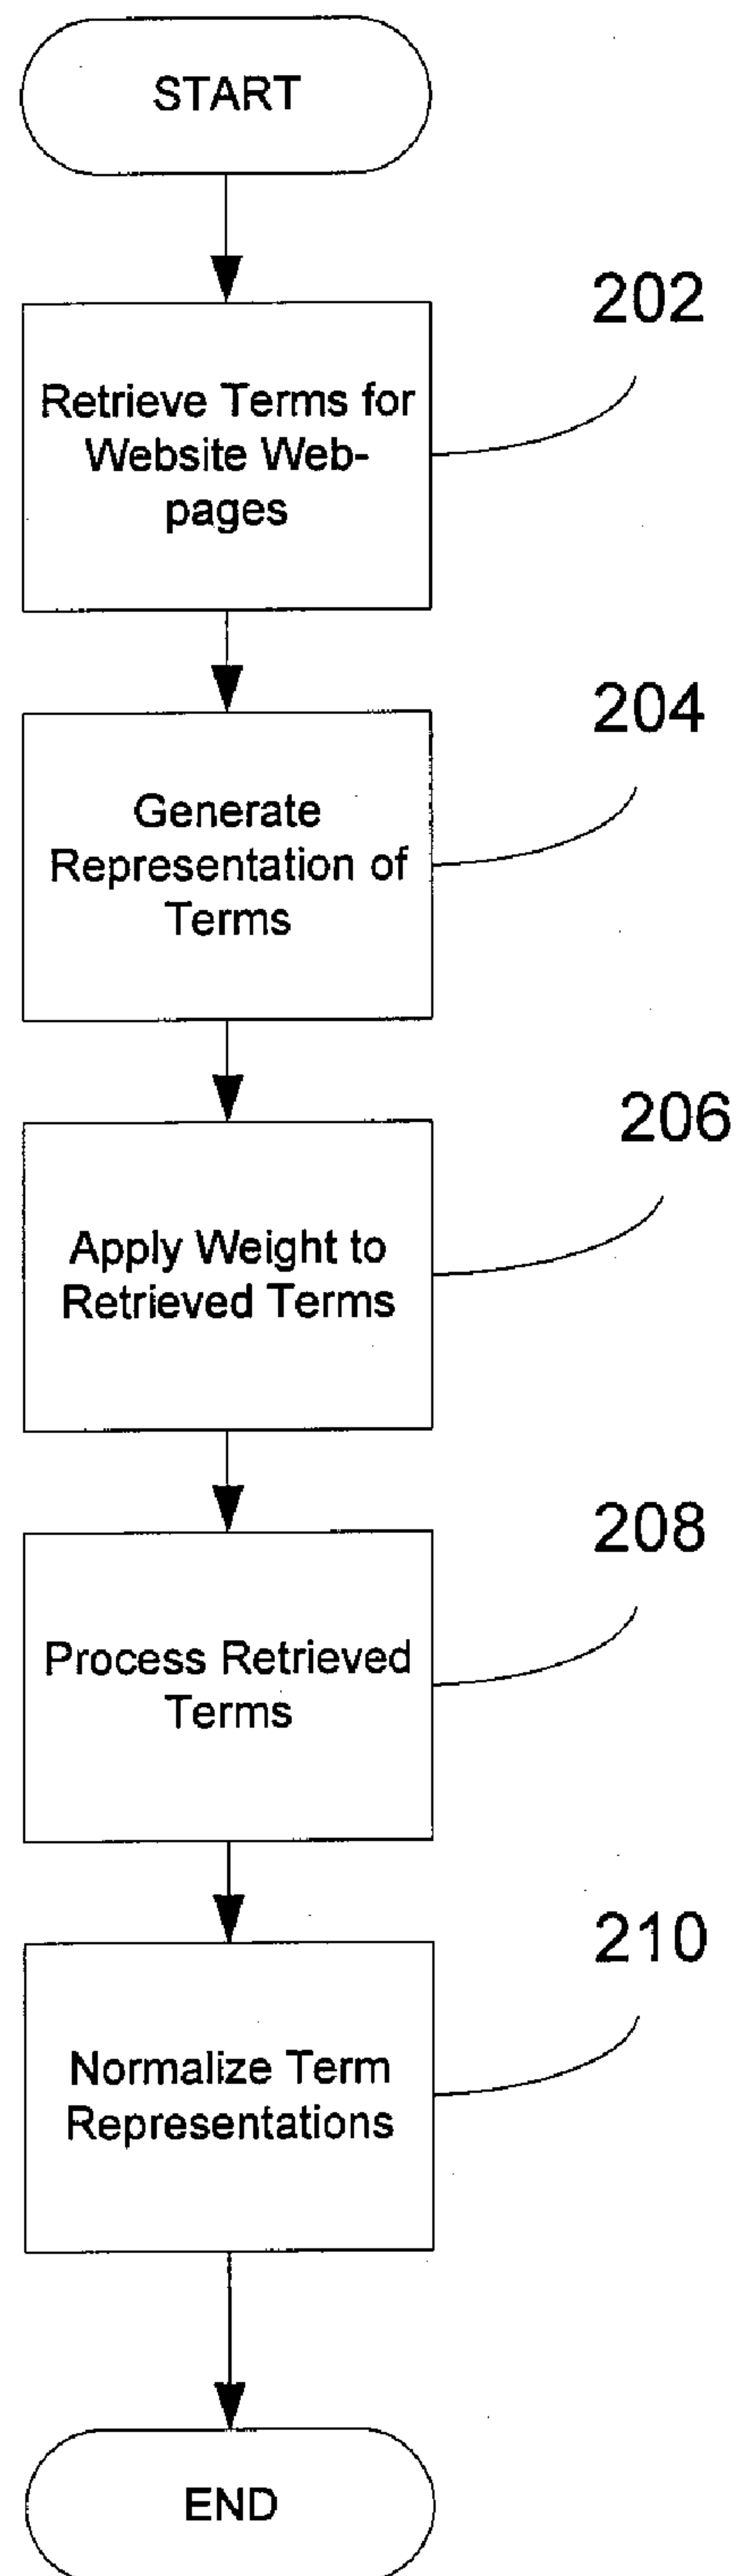 START
202
Retrieve Terms for
Website Web-
pages
204
Generate
Representation of
Terms
206
Apply Weight to
Retrieved Terms
208
Process Retrieved
Terms
210
Normalize Term
Representations
END